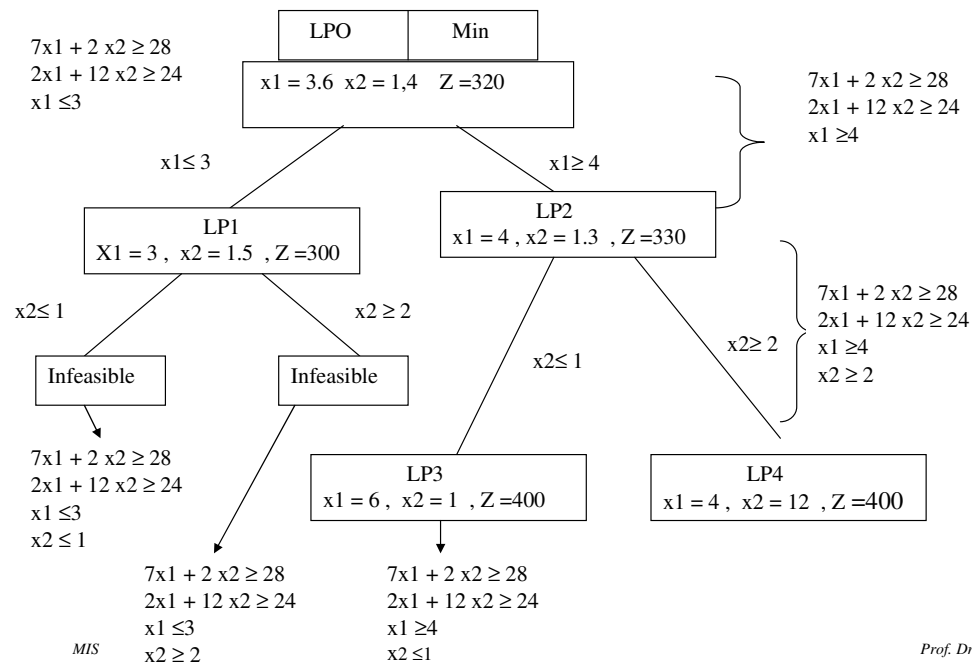 LPO Min
7x1 + 2 x2 ≥ 28
2x1 + 12 x2 ≥ 24
x1 ≤3
x1 = 3.6 x2 = 1,4 Z =320
7x1 + 2 x2 ≥ 28
2x1 + 12 x2 ≥ 24
x1 ≥4
x1≤ 3
x1≥ 4
LP1
X1 = 3 , x2 = 1.5 , Z =300
LP2
x1 = 4 , x2 = 1.3 , Z =330
x2≤ 1
x2 ≥ 2
x2≤ 1
x2≥ 2
7x1 + 2 x2 ≥ 28
2x1 + 12 x2 ≥ 24
x1 ≥4
x2 ≥ 2
Infeasible
Infeasible
7x1 + 2 x2 ≥ 28
2x1 + 12 x2 ≥ 24
x1 ≤3
x2 ≤ 1
LP3
x1 = 6 , x2 = 1 , Z =400
LP4
x1 = 4 , x2 = 12 , Z =400
7x1 + 2 x2 ≥ 28
2x1 + 12 x2 ≥ 24
x1 ≤3
x2 ≥ 2
7x1 + 2 x2 ≥ 28
2x1 + 12 x2 ≥ 24
x1 ≥4
x2 ≤1
MIS
Prof. Dr